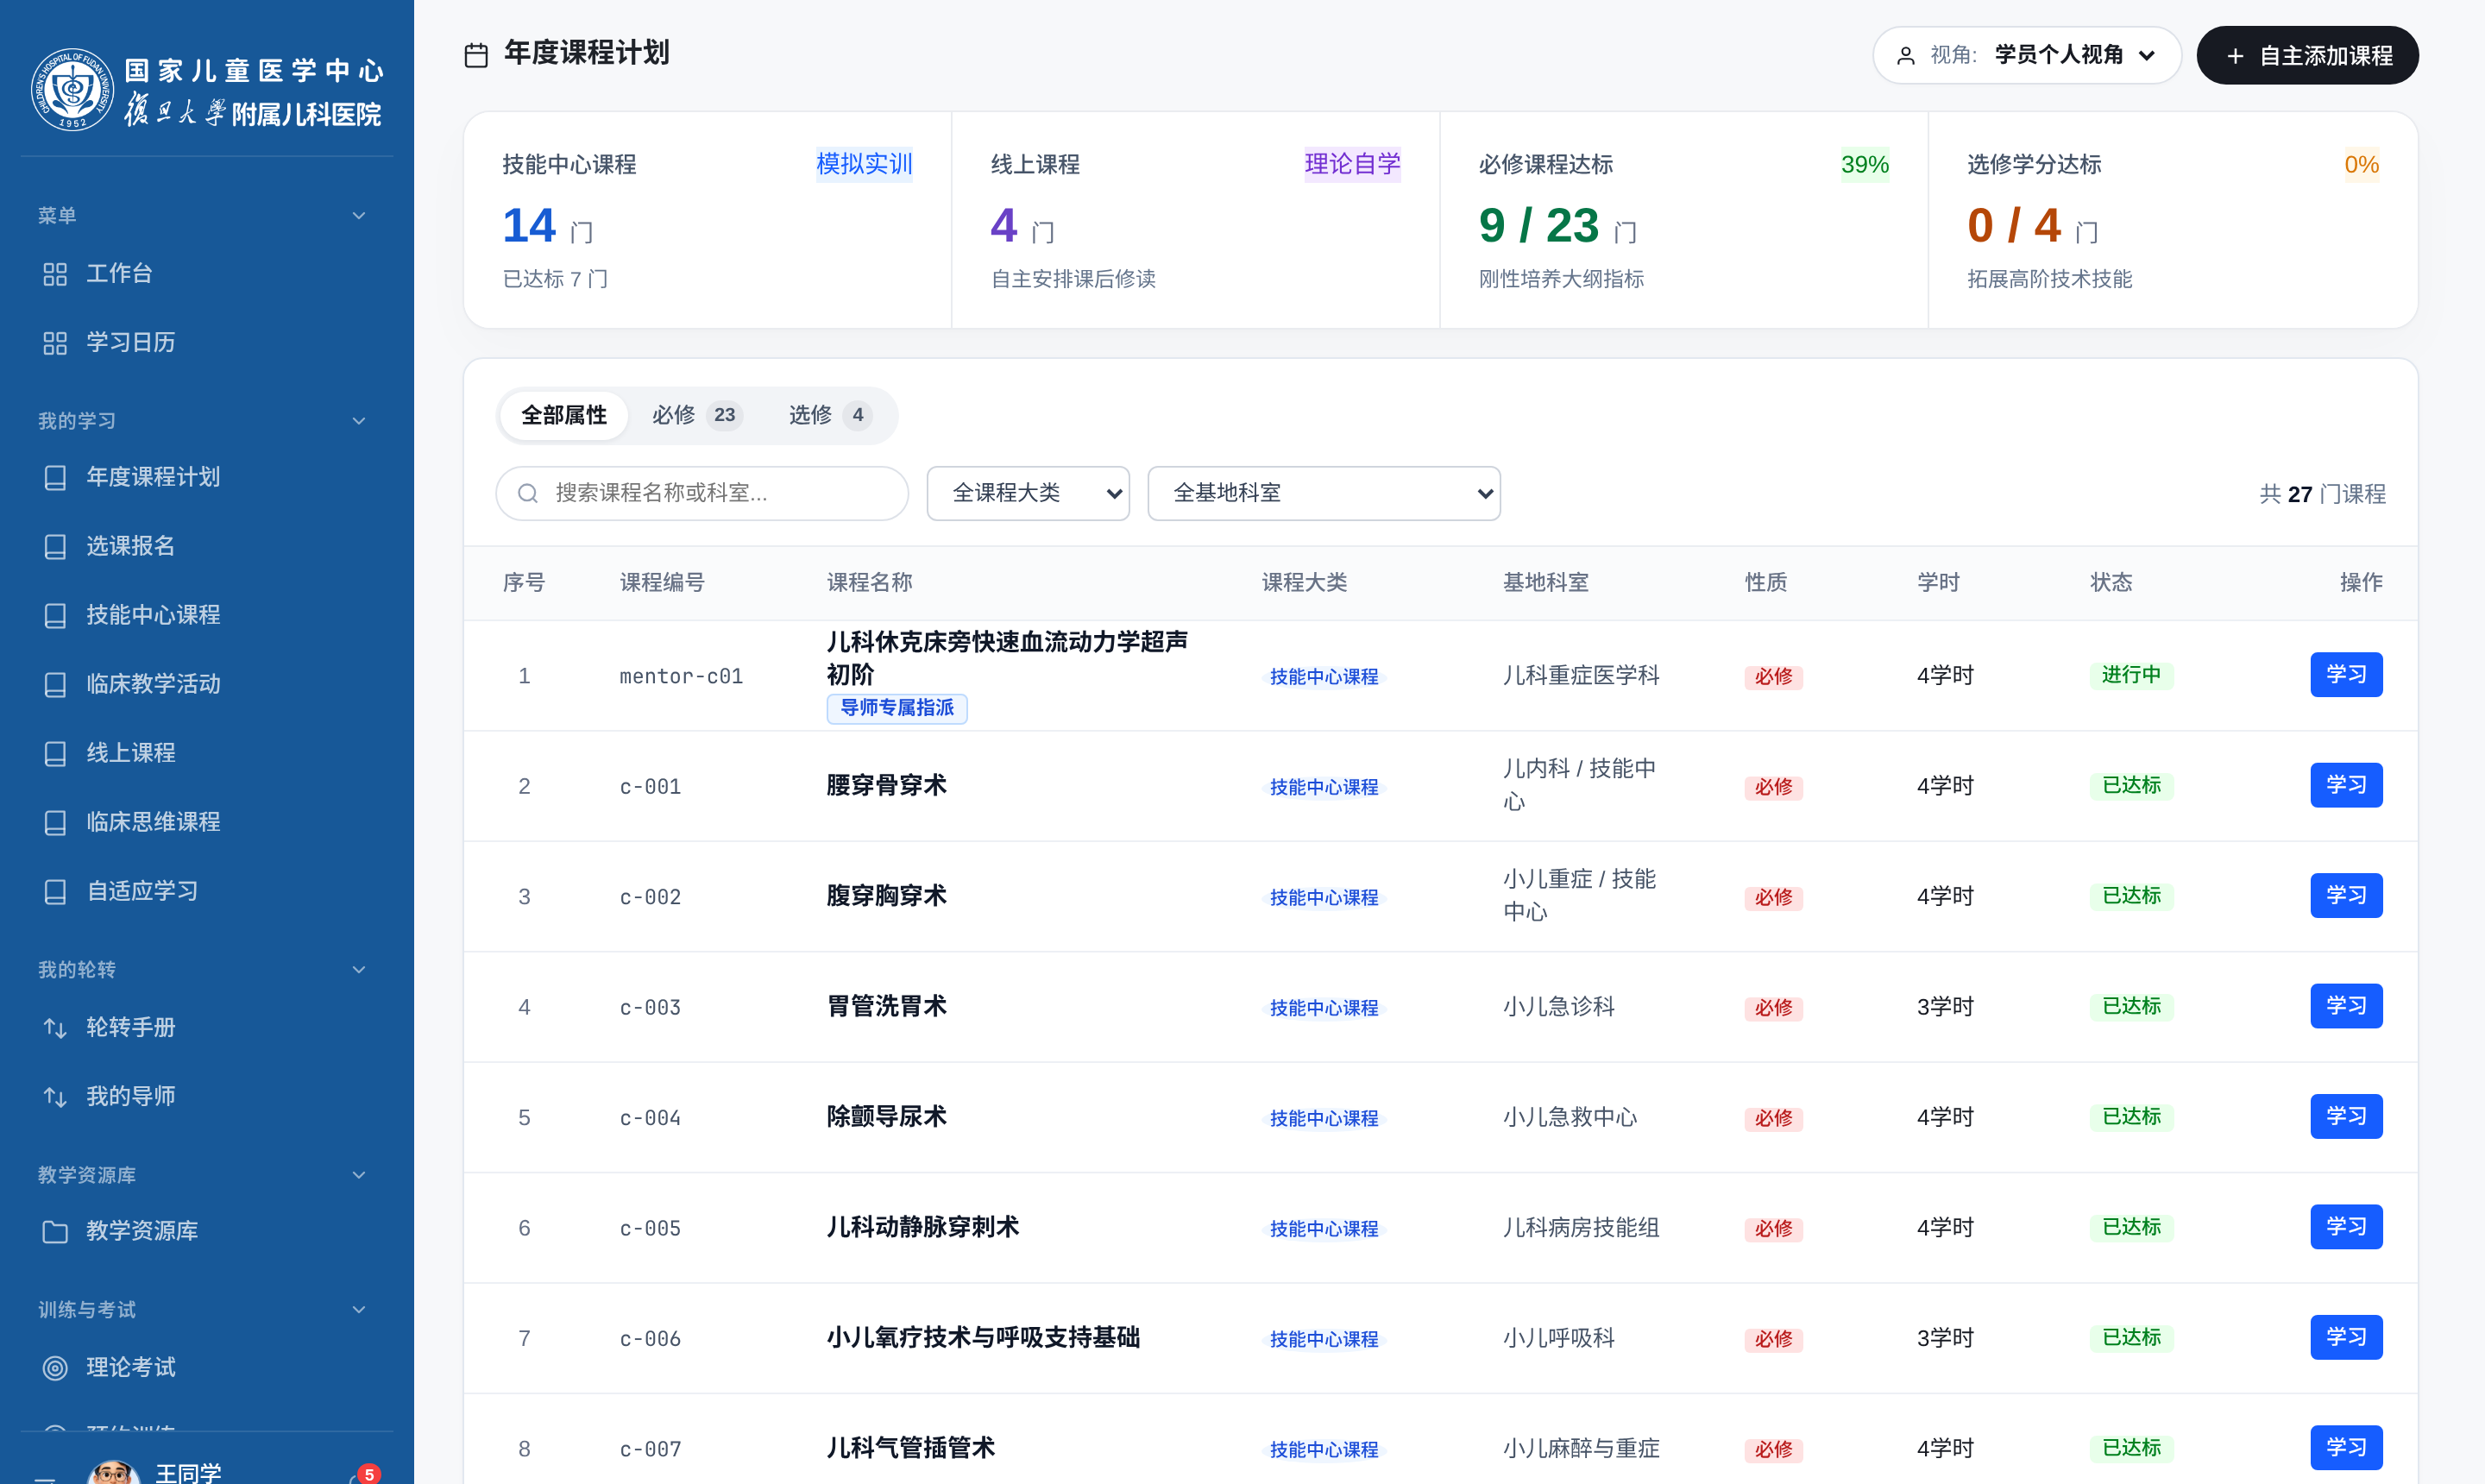 CHILDREN'S HOSPITAL OF FUDAN UNIVERSITY
1952
国家儿童医学中心
復旦大學附属儿科医院
菜单
工作台
学习日历
我的学习
年度课程计划
选课报名
技能中心课程
临床教学活动
线上课程
临床思维课程
自适应学习
我的轮转
轮转手册
我的导师
教学资源库
教学资源库
训练与考试
理论考试
王同学
5
年度课程计划
视角: 学员个人视角
+ 自主添加课程
技能中心课程 模拟实训
14 门
已达标 7 门
线上课程 理论自学
4 门
自主安排课后修读
必修课程达标 39%
9 / 23 门
刚性培养大纲指标
选修学分达标 0%
0 / 4 门
拓展高阶技术技能
全部属性 必修 23 选修 4
搜索课程名称或科室... 全课程大类 全基地科室 共 27 门课程
序号 课程编号 课程名称 课程大类 基地科室 性质 学时 状态 操作
1 mentor-c01 儿科休克床旁快速血流动力学超声
初阶
导师专属指派 技能中心课程 儿科重症医学科 必修 4学时 进行中 学习
2 c-001 腰穿骨穿术 技能中心课程 儿内科 / 技能中
心 必修 4学时 已达标 学习
3 c-002 腹穿胸穿术 技能中心课程 小儿重症 / 技能
中心 必修 4学时 已达标 学习
4 c-003 胃管洗胃术 技能中心课程 小儿急诊科 必修 3学时 已达标 学习
5 c-004 除颤导尿术 技能中心课程 小儿急救中心 必修 4学时 已达标 学习
6 c-005 儿科动静脉穿刺术 技能中心课程 儿科病房技能组 必修 4学时 已达标 学习
7 c-006 小儿氧疗技术与呼吸支持基础 技能中心课程 小儿呼吸科 必修 3学时 已达标 学习
8 c-007 儿科气管插管术 技能中心课程 小儿麻醉与重症 必修 4学时 已达标 学习